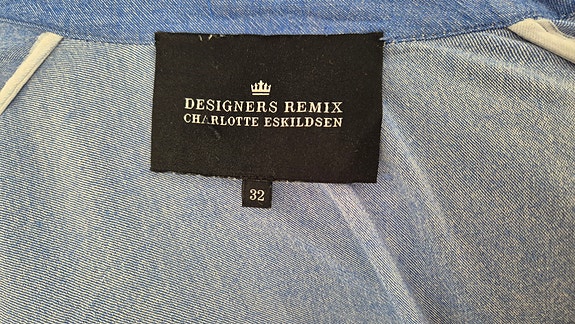 DESIGNERS REMIX
CHARLOTTE ESKILDSEN
32